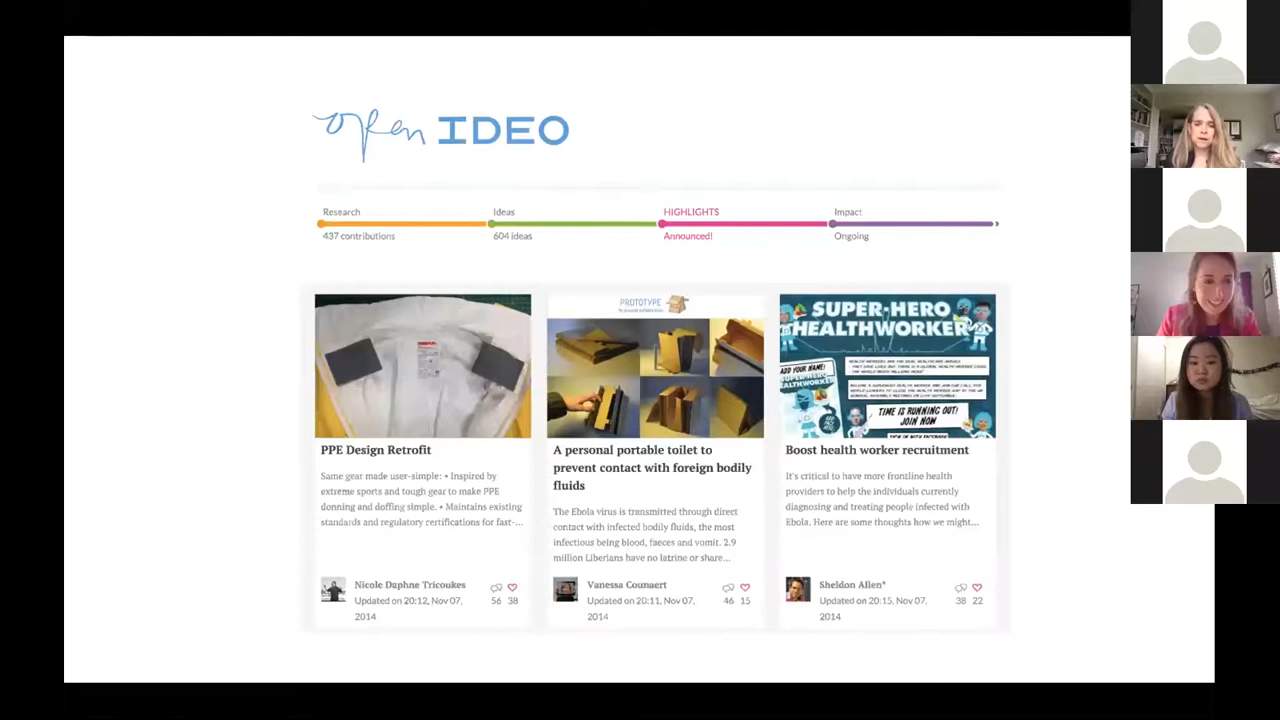 open IDEO
Research
Ideas
HIGHLIGHTS
Impact
437 contributions
604 ideas
Announced!
Ongoing
PROTOTYPE
SUPER-HERO
HEALTHWORKER
ADD YOUR NAME!
SUPER-HERO
HEALTHWORKER
TIME IS RUNNING OUT!
JOIN NOW
PPE Design Retrofit
Same gear made user-simple: • Inspired by
extreme sports and tough gear to make PPE
donning and doffing simple. • Maintains existing
standards and regulatory certifications for fast-...
Nicole Daphne Tricoukes
Updated on 20:12, Nov 07,
2014
56 38
A personal portable toilet to
prevent contact with foreign bodily
fluids
The Ebola virus is transmitted through direct
contact with infected bodily fluids, the most
infectious being blood, faeces and vomit. 2.9
million Liberians have no latrine or share...
Vanessa Counaert
Updated on 20:11, Nov 07,
2014
46 15
Boost health worker recruitment
It's critical to have more frontline health
providers to help the individuals currently
diagnosing and treating people infected with
Ebola. Here are some thoughts how we might...
Sheldon Allen*
Updated on 20:15, Nov 07,
2014
38 22